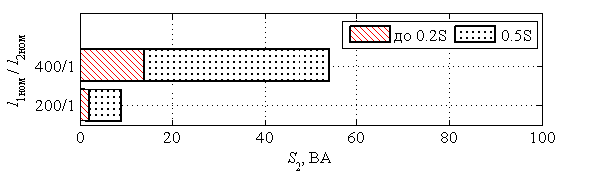 до 0.2S 0.5S
I1ном / I2ном
400/1
200/1
0 20 40 60 80 100
S2, ВА